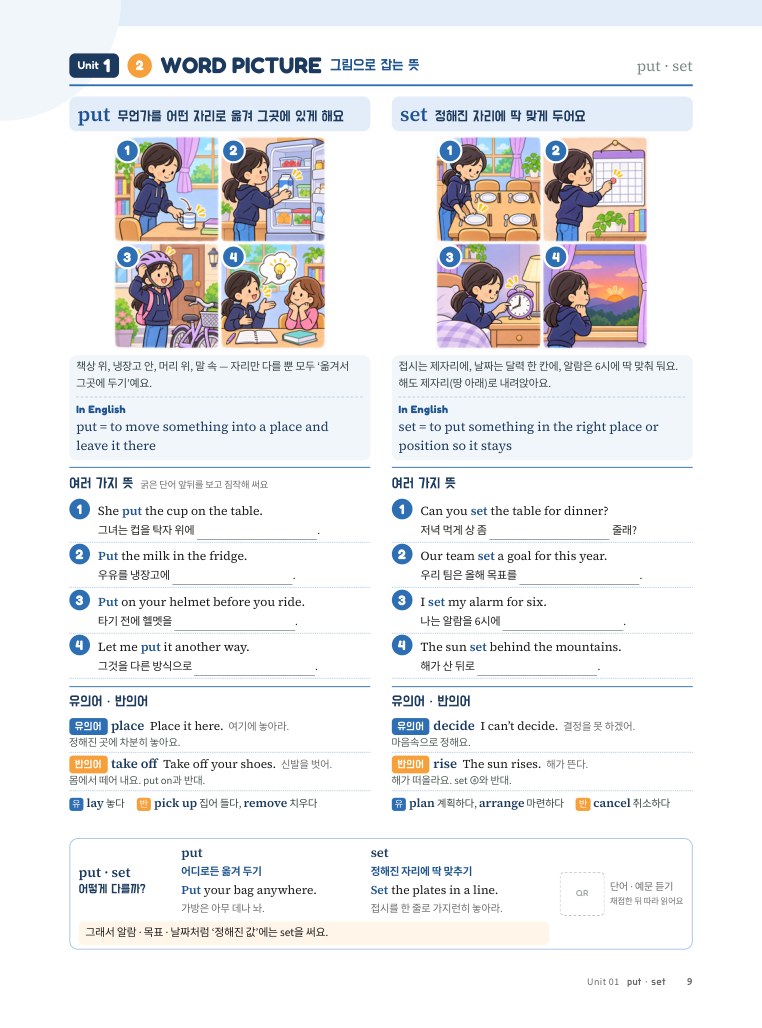 Unit 1 2 WORD PICTURE 그림으로 잡는 뜻 put · set
put 무언가를 어떤 자리로 옮겨 그곳에 있게 해요
1 2
3 4
책상 위, 냉장고 안, 머리 위, 말 속 — 자리만 다를 뿐 모두 ‘옮겨서
그곳에 두기’예요.
In English
put = to move something into a place and
leave it there
여러 가지 뜻 굵은 단어 앞뒤를 보고 짐작해 써요
1 She put the cup on the table.
그녀는 컵을 탁자 위에 ____________________.
2 Put the milk in the fridge.
우유를 냉장고에 ____________________.
3 Put on your helmet before you ride.
타기 전에 헬멧을 ____________________.
4 Let me put it another way.
그것을 다른 방식으로 ____________________.
유의어 · 반의어
유의어 place Place it here. 여기에 놓아라.
정해진 곳에 차분히 놓아요.
반의어 take off Take off your shoes. 신발을 벗어.
몸에서 떼어 내요. put on과 반대.
유 lay 놓다 반 pick up 집어 들다, remove 치우다
set 정해진 자리에 딱 맞게 두어요
1 2
3 4
접시는 제자리에, 날짜는 달력 한 칸에, 알람은 6시에 딱 맞춰 둬요.
해도 제자리(땅 아래)로 내려앉아요.
In English
set = to put something in the right place or
position so it stays
여러 가지 뜻
1 Can you set the table for dinner?
저녁 먹게 상 좀 ____________________ 줄래?
2 Our team set a goal for this year.
우리 팀은 올해 목표를 ____________________.
3 I set my alarm for six.
나는 알람을 6시에 ____________________.
4 The sun set behind the mountains.
해가 산 뒤로 ____________________.
유의어 · 반의어
유의어 decide I can’t decide. 결정을 못 하겠어.
마음속으로 정해요.
반의어 rise The sun rises. 해가 뜬다.
해가 떠올라요. set ④와 반대.
유 plan 계획하다, arrange 마련하다 반 cancel 취소하다
put · set
어떻게 다를까?
put
어디로든 옮겨 두기
Put your bag anywhere.
가방은 아무 데나 놔.
set
정해진 자리에 딱 맞추기
Set the plates in a line.
접시를 한 줄로 가지런히 놓아라.
QR
단어 · 예문 듣기
채점한 뒤 따라 읽어요
그래서 알람 · 목표 · 날짜처럼 ‘정해진 값’에는 set을 써요.
Unit 01 put · set 9